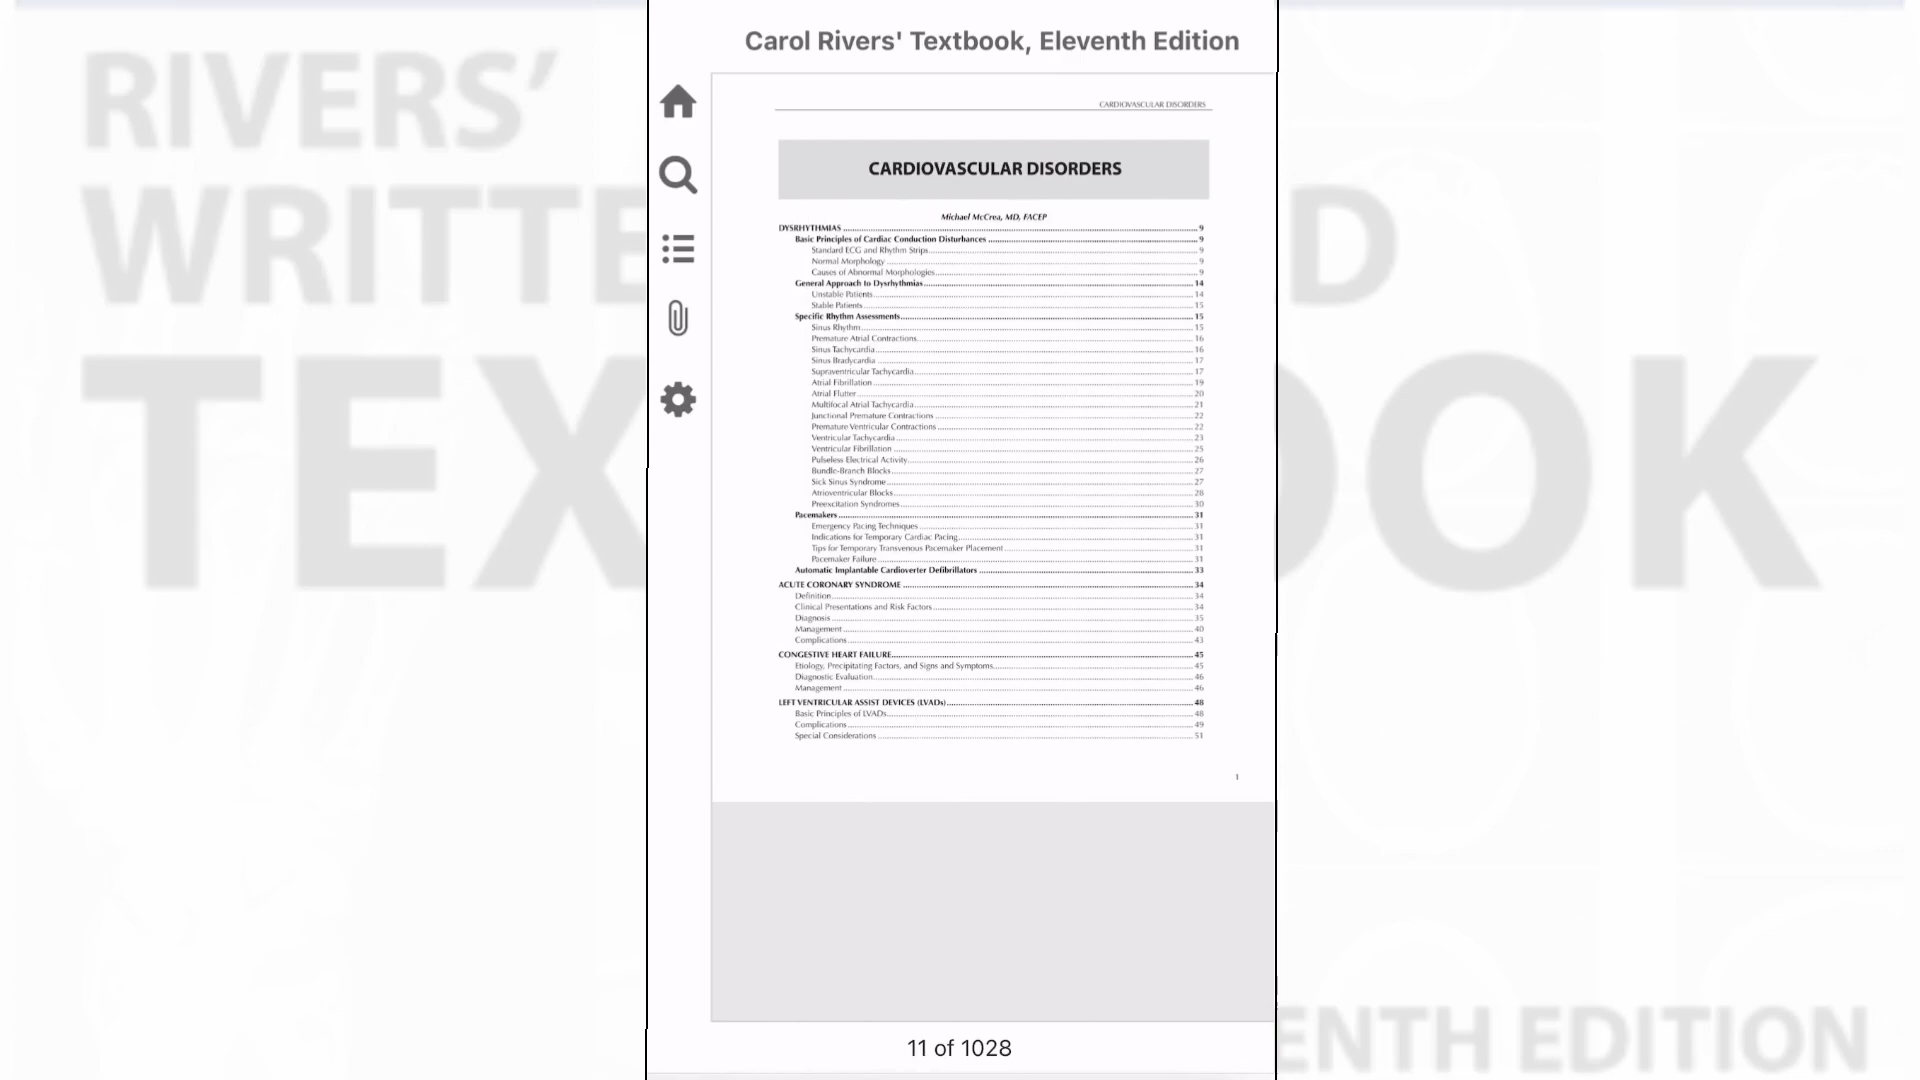 RIVERS’
WRITTE D
TEX OOK
ENTH EDITION
Carol Rivers' Textbook, Eleventh Edition
CARDIOVASCULAR DISORDERS
CARDIOVASCULAR DISORDERS
Michael McCrea, MD, FACEP
DYSRHYTHMIAS 9
Basic Principles of Cardiac Conduction Disturbances 9
Standard ECG and Rhythm Strips 9
Normal Morphology 9
Causes of Abnormal Morphologies 9
General Approach to Dysrhythmias 14
Unstable Patients 14
Stable Patients 15
Specific Rhythm Assessments 15
Sinus Rhythm 15
Premature Atrial Contractions 16
Sinus Tachycardia 16
Sinus Bradycardia 17
Supraventricular Tachycardia 17
Atrial Fibrillation 19
Atrial Flutter 20
Multifocal Atrial Tachycardia 21
Junctional Premature Contractions 22
Premature Ventricular Contractions 22
Ventricular Tachycardia 23
Ventricular Fibrillation 25
Pulseless Electrical Activity 26
Bundle-Branch Blocks 27
Sick Sinus Syndrome 27
Atrioventricular Blocks 28
Preexcitation Syndromes 30
Pacemakers 31
Emergency Pacing Techniques 31
Indications for Temporary Cardiac Pacing 31
Tips for Temporary Transvenous Pacemaker Placement 31
Pacemaker Failure 31
Automatic Implantable Cardioverter Defibrillators 33
ACUTE CORONARY SYNDROME 34
Definition 34
Clinical Presentations and Risk Factors 34
Diagnosis 35
Management 40
Complications 43
CONGESTIVE HEART FAILURE 45
Etiology, Precipitating Factors, and Signs and Symptoms 45
Diagnostic Evaluation 46
Management 46
LEFT VENTRICULAR ASSIST DEVICES (LVADs) 48
Basic Principles of LVADs 48
Complications 49
Special Considerations 51
1
11 of 1028